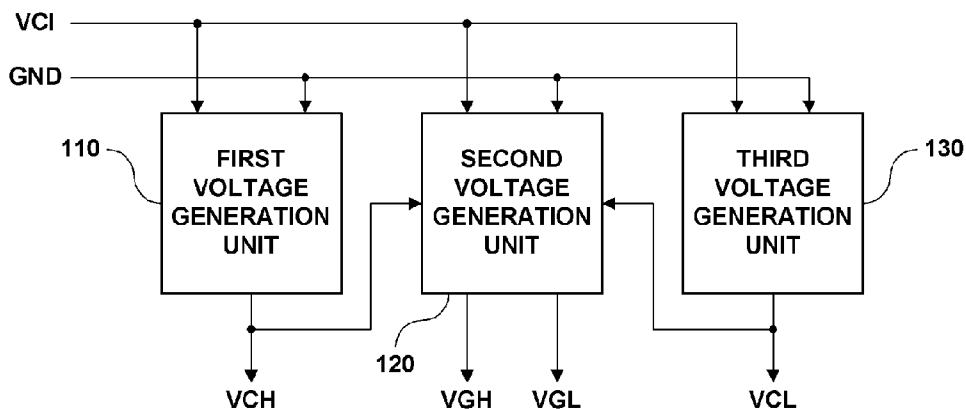 VCI
GND
110
FIRST
VOLTAGE
GENERATION
UNIT
SECOND
VOLTAGE
GENERATION
UNIT
THIRD
VOLTAGE
GENERATION
UNIT
130
120
VCH
VGH
VGL
VCL